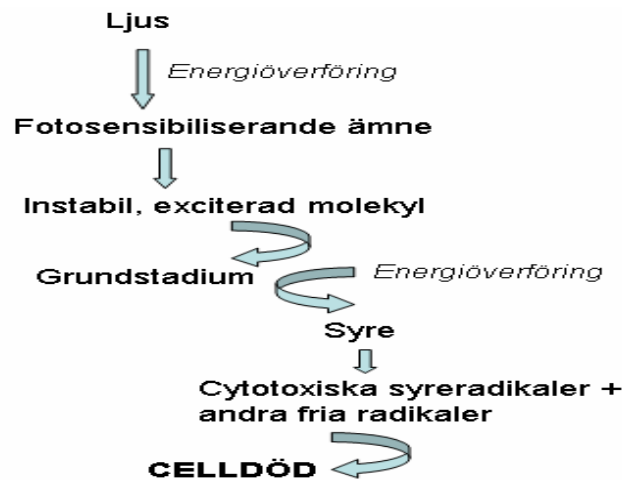 Ljus
Energiöverföring
Fotosensibiliserande ämne
Instabil, exciterad molekyl
Grundstadium
Energiöverföring
Syre
Cytotoxiska syreradikaler +
andra fria radikaler
CELLDÖD